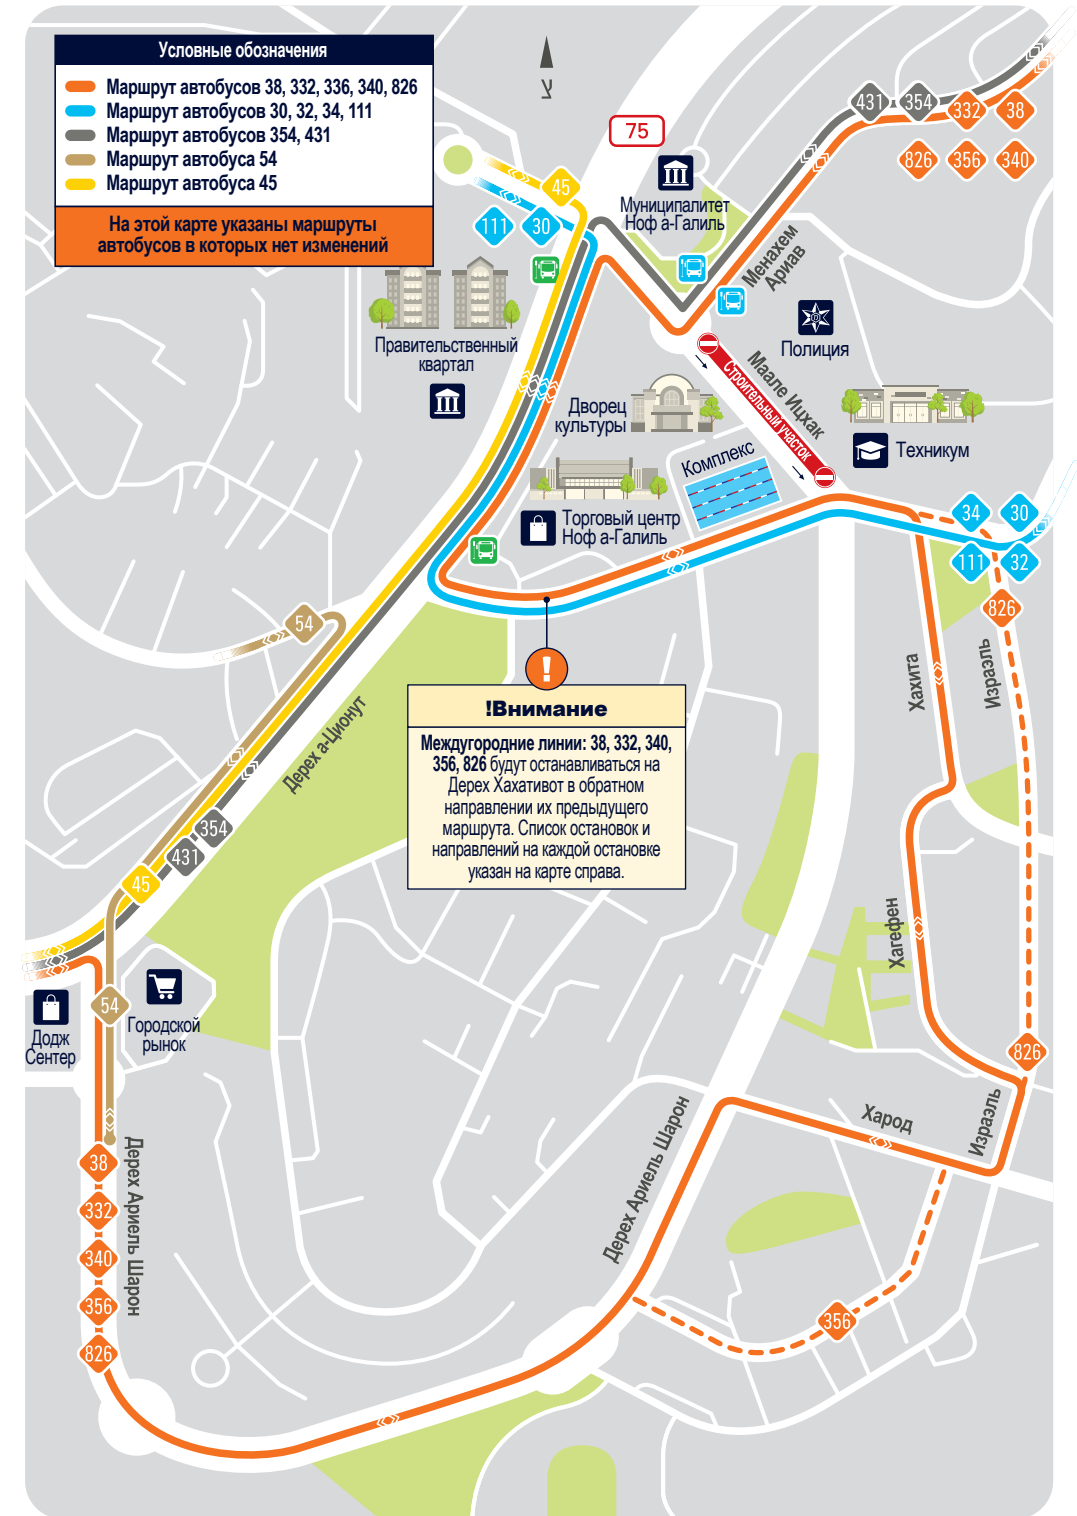 Условные обозначения
Маршрут автобусов 38, 332, 336, 340, 826
Маршрут автобусов 30, 32, 34, 111
Маршрут автобусов 354, 431
Маршрут автобуса 54
Маршрут автобуса 45
На этой карте указаны маршруты
автобусов в которых нет изменений
צ
75
431
354
332
38
826
356
340
45
111
30
Муниципалитет
Ноф а-Галиль
Менахем
Ариав
Полиция
Правительственный
квартал
Маале Ицхак
Строительный участок
Дворец
культуры
Комплекс
Техникум
Торговый центр
Ноф а-Галиль
34
30
111
32
826
54
Хахита
Израэль
Дерех а-Ционут
!
!Внимание
Междугородние линии: 38, 332, 340,
356, 826 будут останавливаться на
Дерех Хахативот в обратном
направлении их предыдущего
маршрута. Список остановок и
направлений на каждой остановке
указан на карте справа.
354
431
45
Хагефен
54
Городской
рынок
Додж
Сентер
826
Израэль
Харод
Дерех Ариель Шарон
Дерех Ариель Шарон
38
332
340
356
826
356